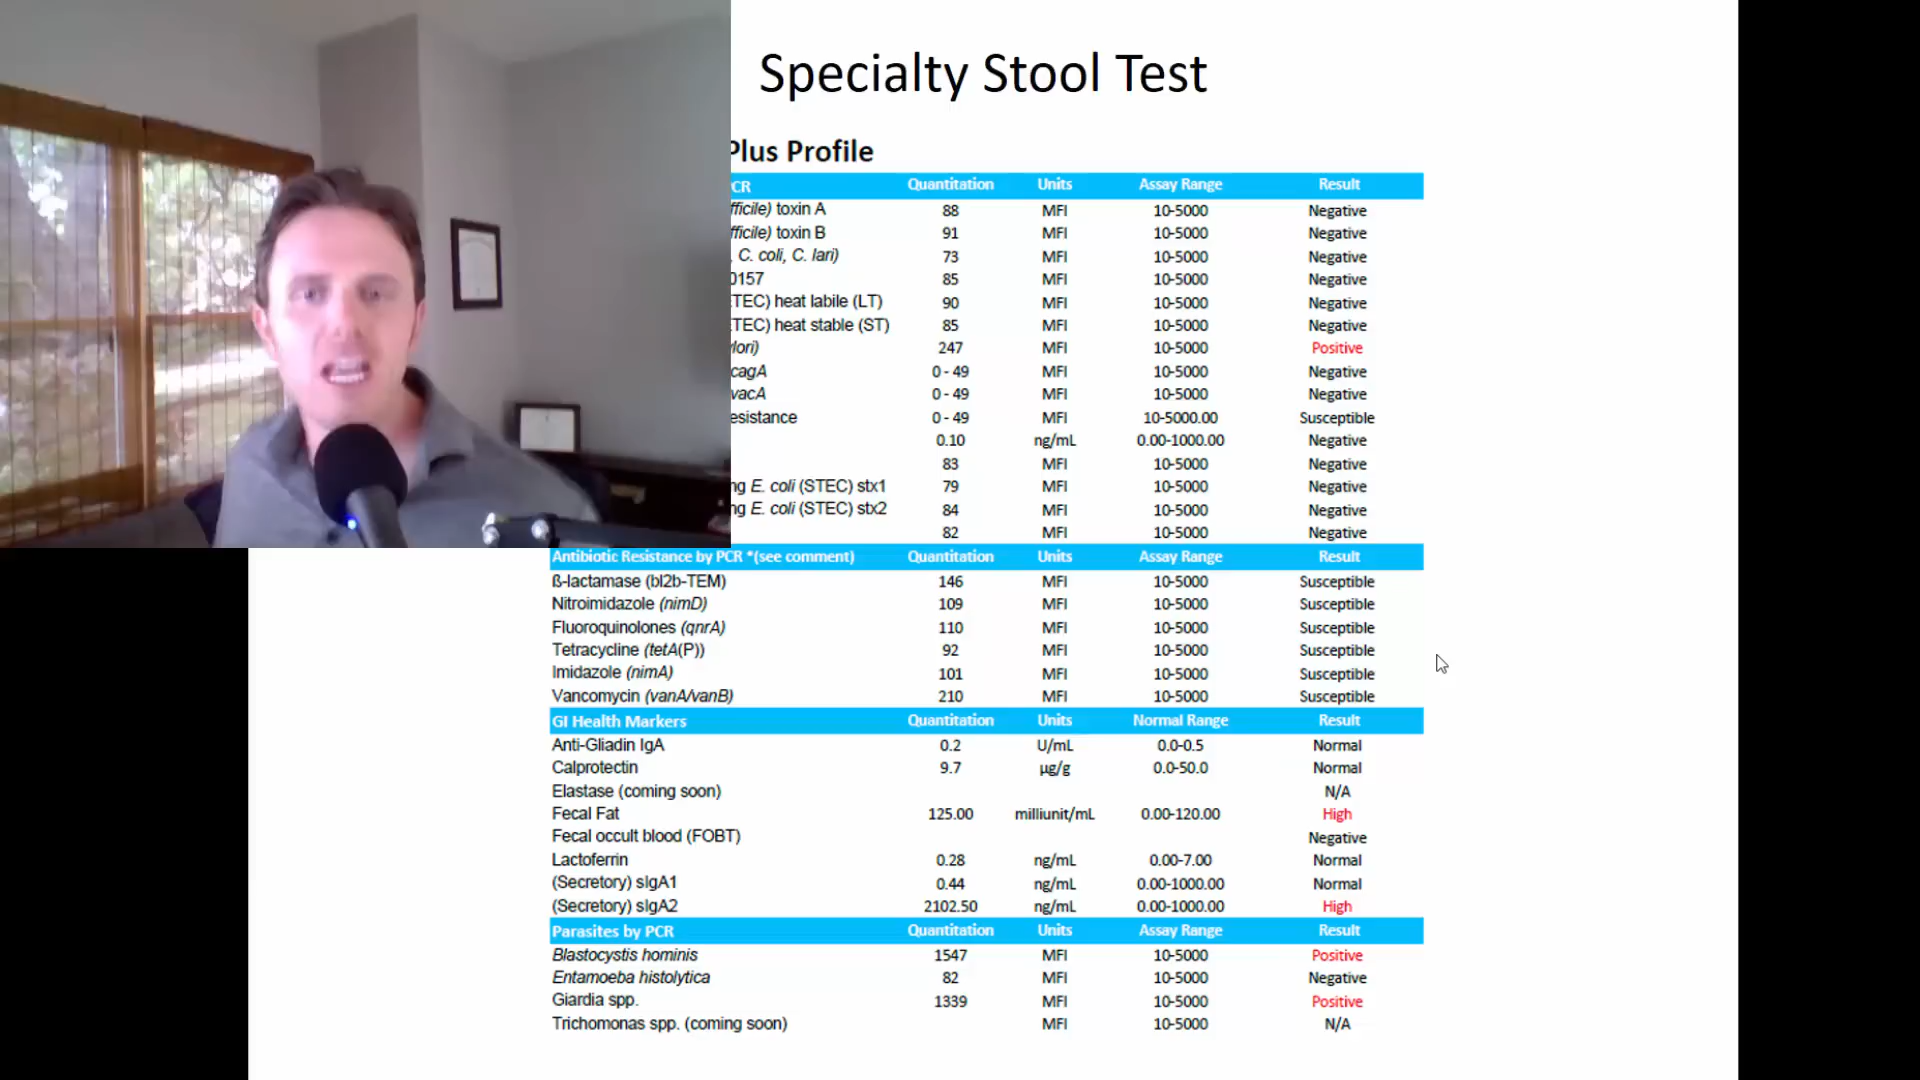 Specialty Stool Test
Plus Profile
CR Quantitation Units Assay Range Result
fficile) toxin A 88 MFI 10-5000 Negative
fficile) toxin B 91 MFI 10-5000 Negative
, C. coli, C. lari) 73 MFI 10-5000 Negative
0157 85 MFI 10-5000 Negative
TEC) heat labile (LT) 90 MFI 10-5000 Negative
TEC) heat stable (ST) 85 MFI 10-5000 Negative
lori) 247 MFI 10-5000 Positive
cagA 0 - 49 MFI 10-5000 Negative
vacA 0 - 49 MFI 10-5000 Negative
esistance 0 - 49 MFI 10-5000.00 Susceptible
0.10 ng/mL 0.00-1000.00 Negative
83 MFI 10-5000 Negative
ng E. coli (STEC) stx1 79 MFI 10-5000 Negative
ng E. coli (STEC) stx2 84 MFI 10-5000 Negative
82 MFI 10-5000 Negative
Antibiotic Resistance by PCR *(see comment) Quantitation Units Assay Range Result
ß-lactamase (bl2b-TEM) 146 MFI 10-5000 Susceptible
Nitroimidazole (nimD) 109 MFI 10-5000 Susceptible
Fluoroquinolones (qnrA) 110 MFI 10-5000 Susceptible
Tetracycline (tetA(P)) 92 MFI 10-5000 Susceptible
Imidazole (nimA) 101 MFI 10-5000 Susceptible
Vancomycin (vanA/vanB) 210 MFI 10-5000 Susceptible
GI Health Markers Quantitation Units Normal Range Result
Anti-Gliadin IgA 0.2 U/mL 0.0-0.5 Normal
Calprotectin 9.7 µg/g 0.0-50.0 Normal
Elastase (coming soon) N/A
Fecal Fat 125.00 milliunit/mL 0.00-120.00 High
Fecal occult blood (FOBT) Negative
Lactoferrin 0.28 ng/mL 0.00-7.00 Normal
(Secretory) sIgA1 0.44 ng/mL 0.00-1000.00 Normal
(Secretory) sIgA2 2102.50 ng/mL 0.00-1000.00 High
Parasites by PCR Quantitation Units Assay Range Result
Blastocystis hominis 1547 MFI 10-5000 Positive
Entamoeba histolytica 82 MFI 10-5000 Negative
Giardia spp. 1339 MFI 10-5000 Positive
Trichomonas spp. (coming soon) MFI 10-5000 N/A